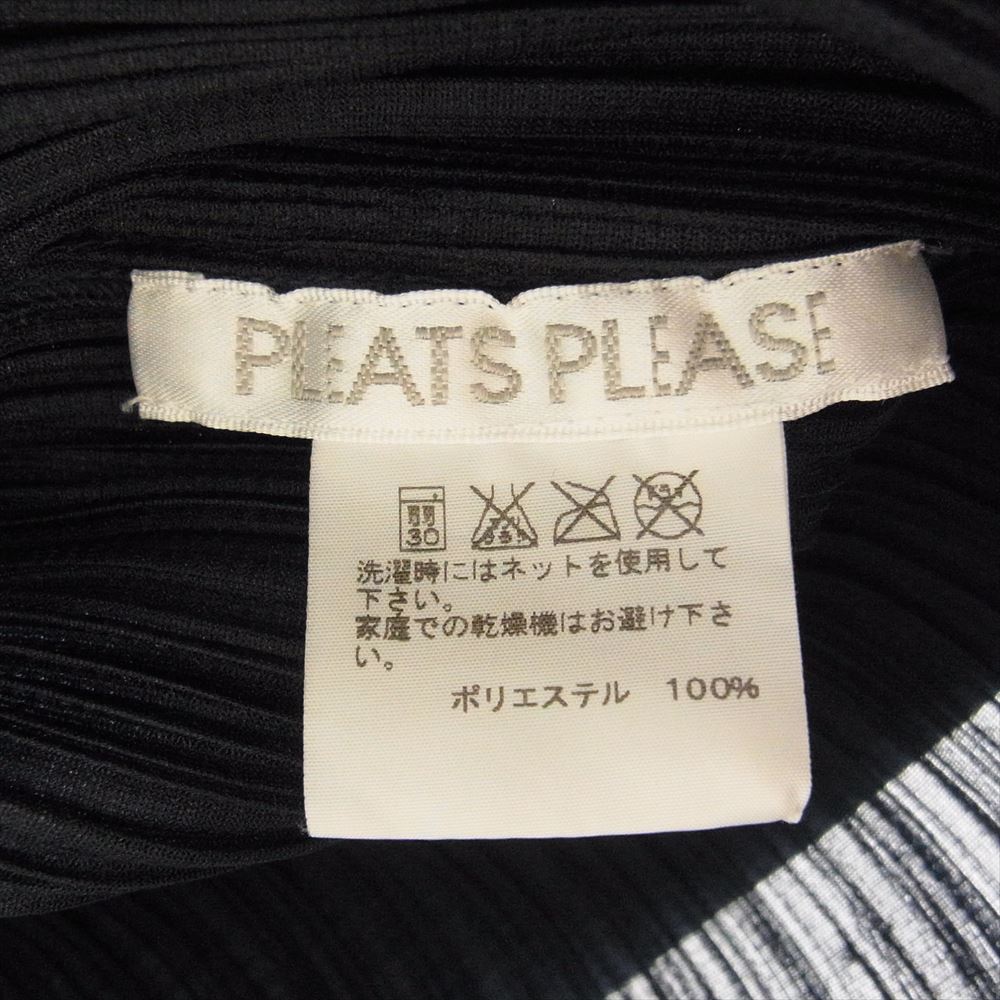 PLEATS PLEASE
弱
30
洗濯時にはネットを使用して
下さい。
家庭での乾燥機はお避け下さ
い。
ポリエステル 100%